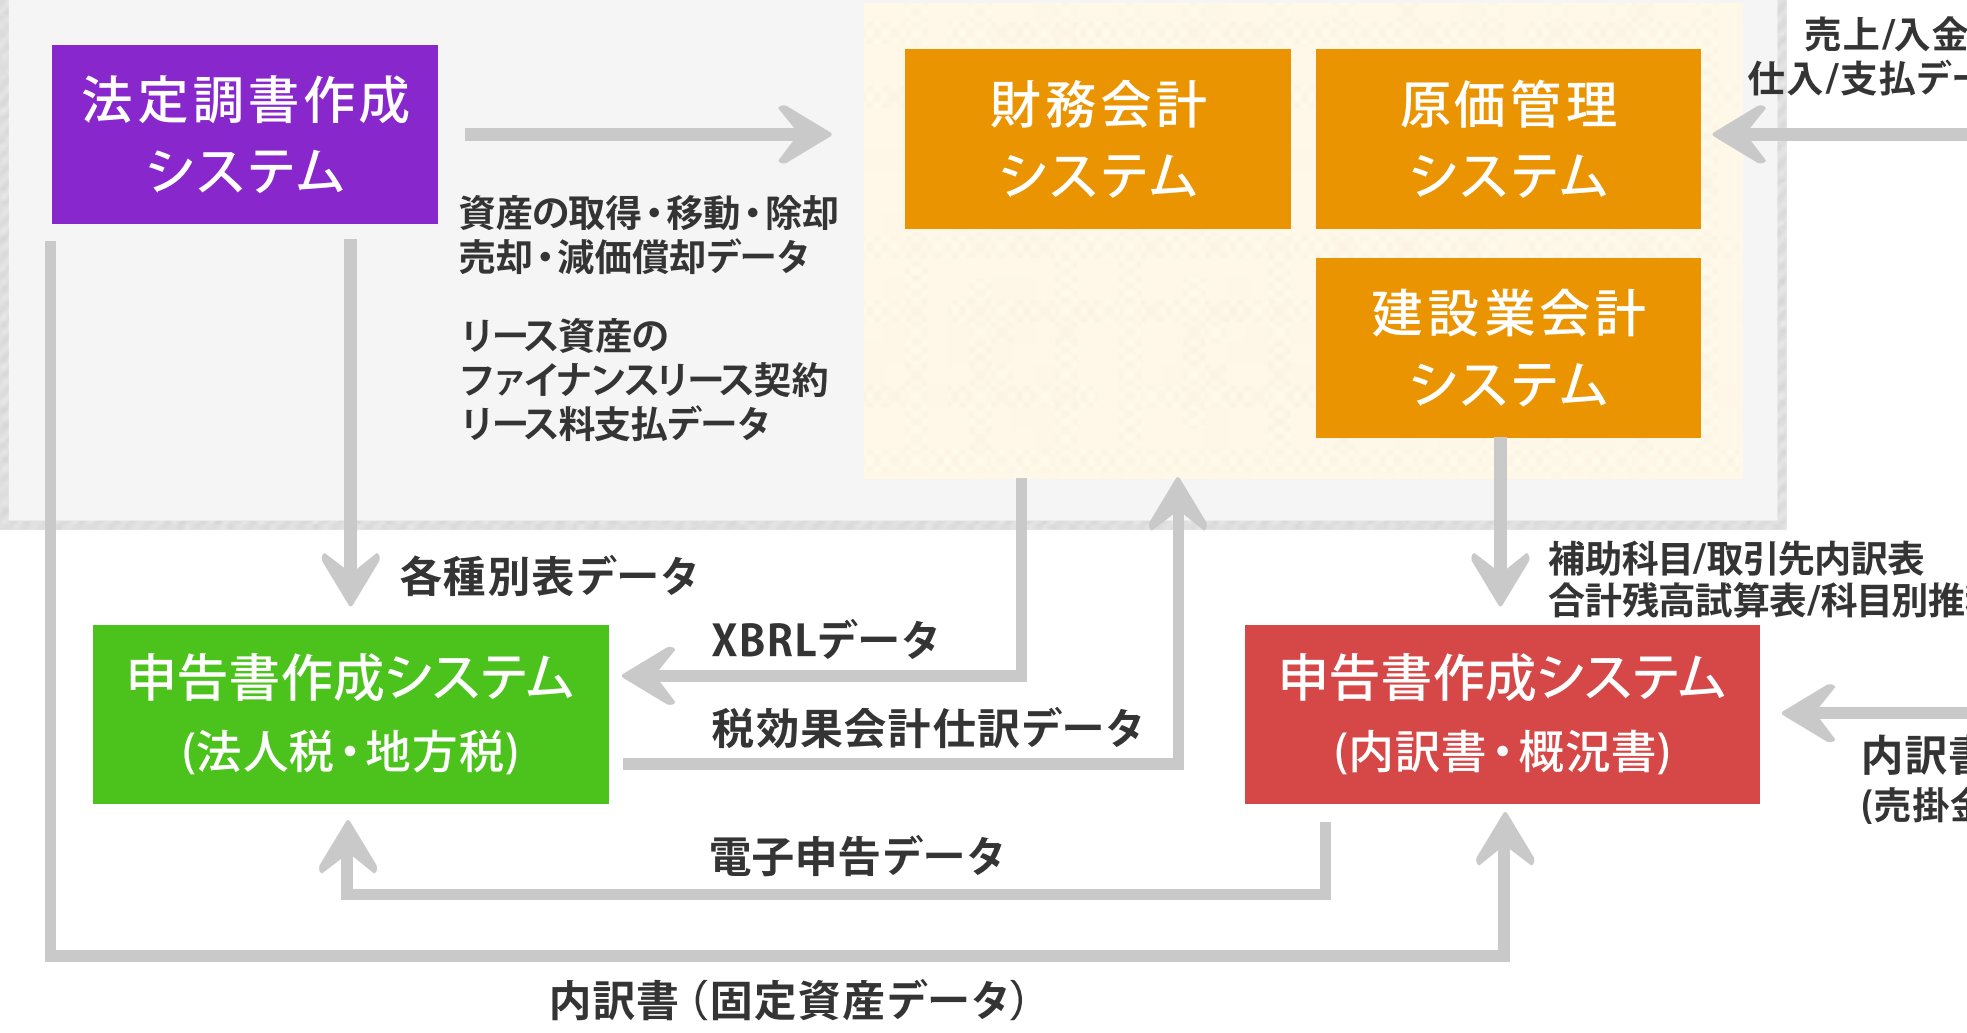 法定調書作成
システム
財務会計
システム
原価管理
システム
売上/入金
仕入/支払デー
資産の取得・移動・除却
売却・減価償却データ
リース資産の
ファイナンスリース契約
リース料支払データ
建設業会計
システム
各種別表データ
補助科目/取引先内訳表
合計残高試算表/科目別推
XBRLデータ
申告書作成システム
(法人税・地方税)
税効果会計仕訳データ
申告書作成システム
(内訳書・概況書)
内訳書
(売掛金
電子申告データ
内訳書（固定資産データ）